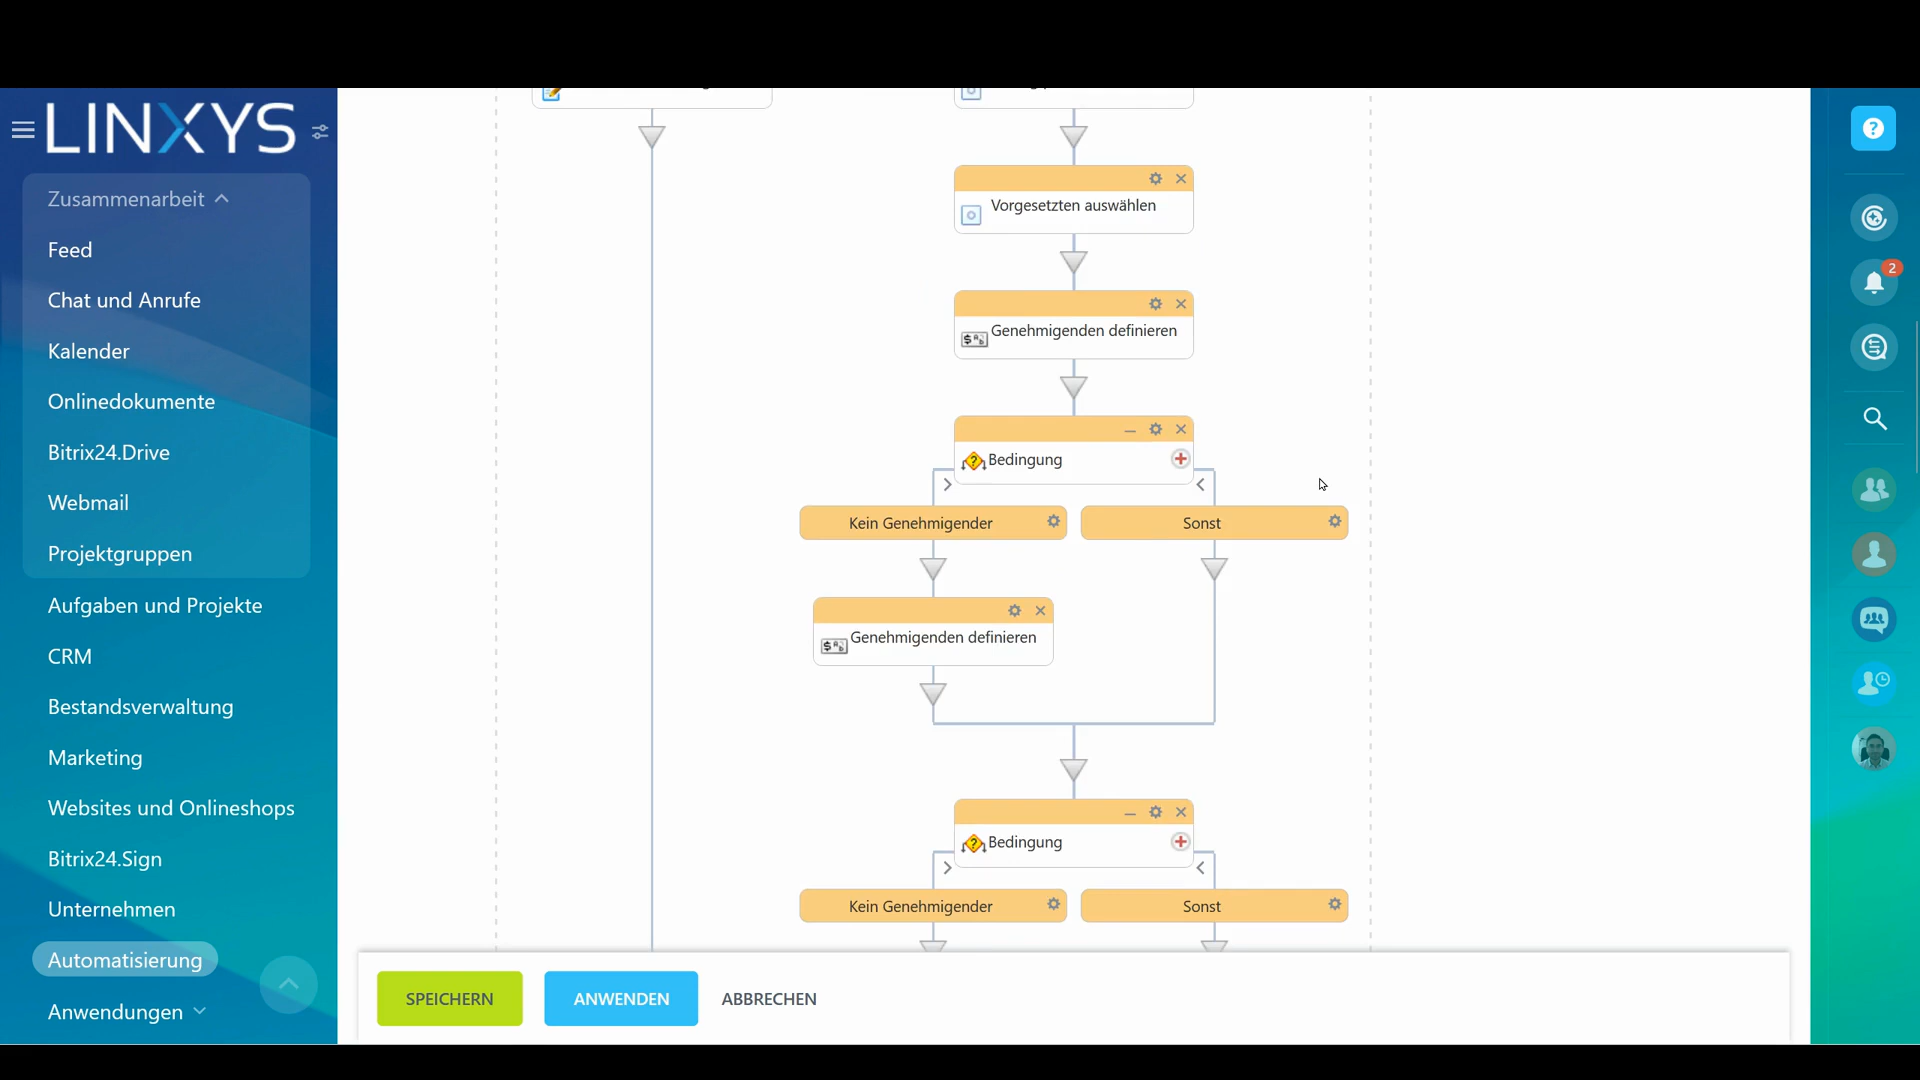 LINXYS
Zusammenarbeit
Feed
Chat und Anrufe
Kalender
Onlinedokumente
Bitrix24.Drive
Webmail
Projektgruppen
Aufgaben und Projekte
CRM
Bestandsverwaltung
Marketing
Websites und Onlineshops
Bitrix24.Sign
Unternehmen
Automatisierung
Anwendungen
Vorgesetzten auswählen
Genehmigenden definieren
Bedingung
Kein Genehmigender
Sonst
Genehmigenden definieren
Bedingung
Kein Genehmigender
Sonst
SPEICHERN
ANWENDEN
ABBRECHEN
2